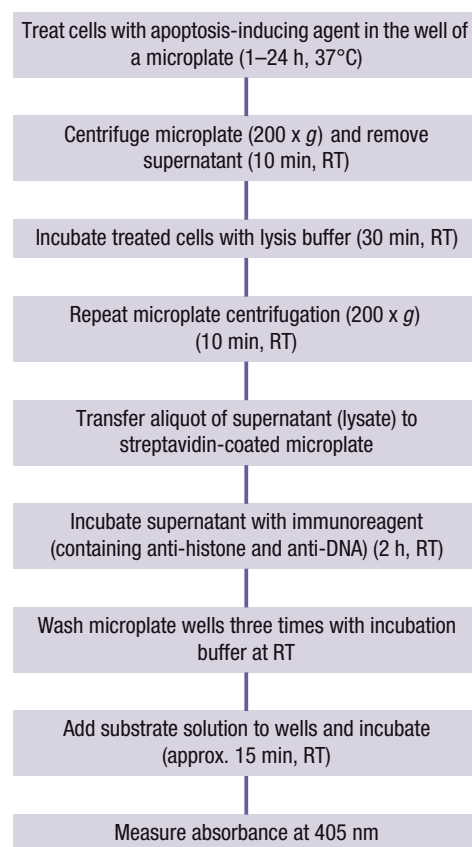 Treat cells with apoptosis-inducing agent in the well of
a microplate (1–24 h, 37°C)
Centrifuge microplate (200 x g) and remove
supernatant (10 min, RT)
Incubate treated cells with lysis buffer (30 min, RT)
Repeat microplate centrifugation (200 x g)
(10 min, RT)
Transfer aliquot of supernatant (lysate) to
streptavidin-coated microplate
Incubate supernatant with immunoreagent
(containing anti-histone and anti-DNA) (2 h, RT)
Wash microplate wells three times with incubation
buffer at RT
Add substrate solution to wells and incubate
(approx. 15 min, RT)
Measure absorbance at 405 nm